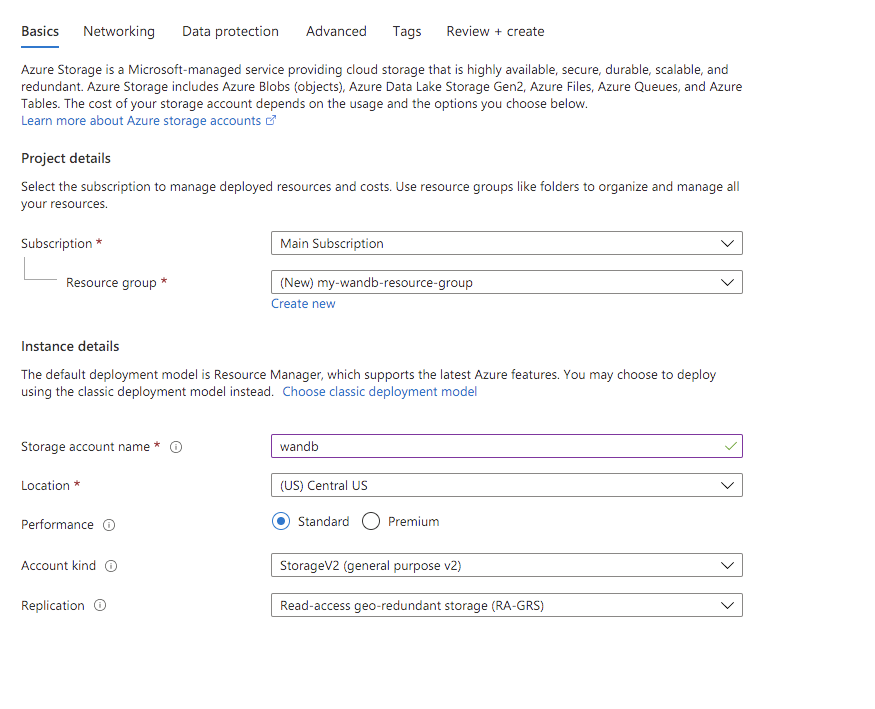 Basics Networking Data protection Advanced Tags Review + create
Azure Storage is a Microsoft-managed service providing cloud storage that is highly available, secure, durable, scalable, and
redundant. Azure Storage includes Azure Blobs (objects), Azure Data Lake Storage Gen2, Azure Files, Azure Queues, and Azure
Tables. The cost of your storage account depends on the usage and the options you choose below.
Learn more about Azure storage accounts
Project details
Select the subscription to manage deployed resources and costs. Use resource groups like folders to organize and manage all
your resources.
Subscription * Main Subscription
Resource group * (New) my-wandb-resource-group
Create new
Instance details
The default deployment model is Resource Manager, which supports the latest Azure features. You may choose to deploy
using the classic deployment model instead. Choose classic deployment model
Storage account name * wandb
Location * (US) Central US
Performance Standard Premium
Account kind StorageV2 (general purpose v2)
Replication Read-access geo-redundant storage (RA-GRS)